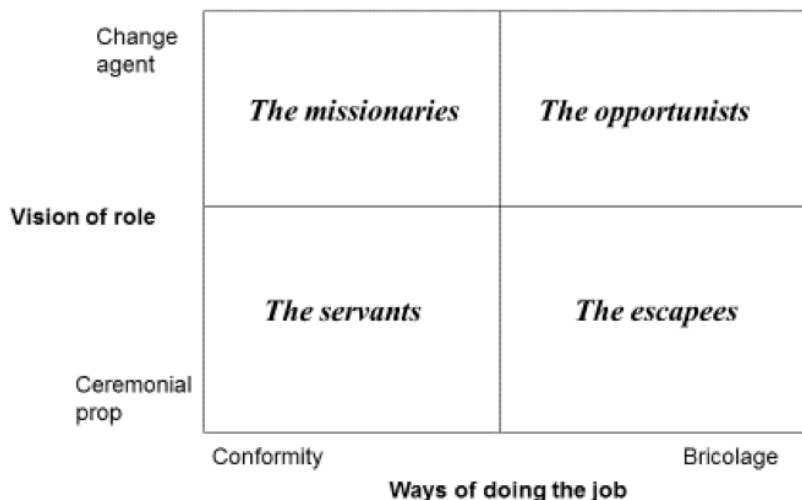 Change
agent
The missionaries
The opportunists
Vision of role
The servants
The escapees
Ceremonial
prop
Conformity
Bricolage
Ways of doing the job